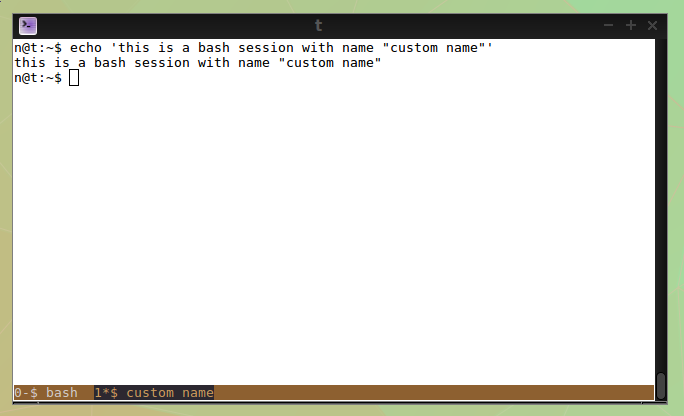 t
n@t:~$ echo 'this is a bash session with name "custom name"'
this is a bash session with name "custom name"
n@t:~$
0-$ bash  1*$ custom name